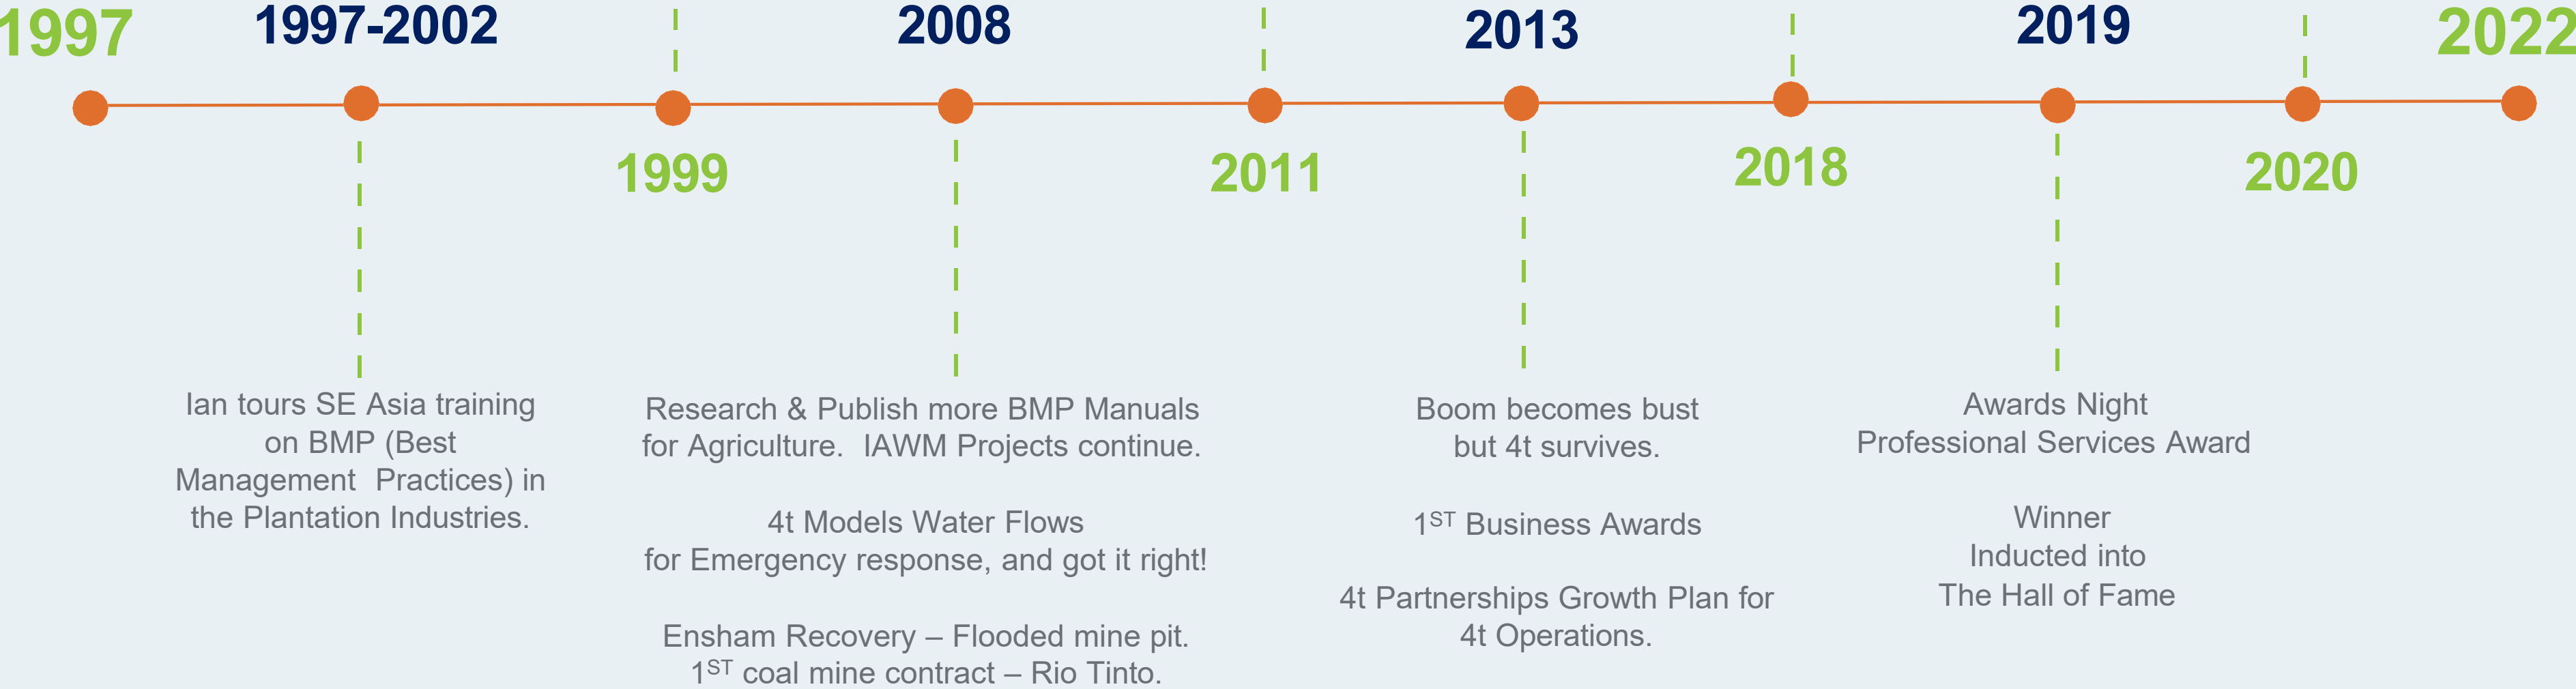 1997
1997-2002
2008
2013
2019
2022
1999
2011
2018
2020
Ian tours SE Asia training
on BMP (Best
Management Practices) in
the Plantation Industries.
Research & Publish more BMP Manuals
for Agriculture. IAWM Projects continue.
4t Models Water Flows
for Emergency response, and got it right!
Ensham Recovery – Flooded mine pit.
1ST coal mine contract – Rio Tinto.
Boom becomes bust
but 4t survives.
1ST Business Awards
4t Partnerships Growth Plan for
4t Operations.
Awards Night
Professional Services Award
Winner
Inducted into
The Hall of Fame